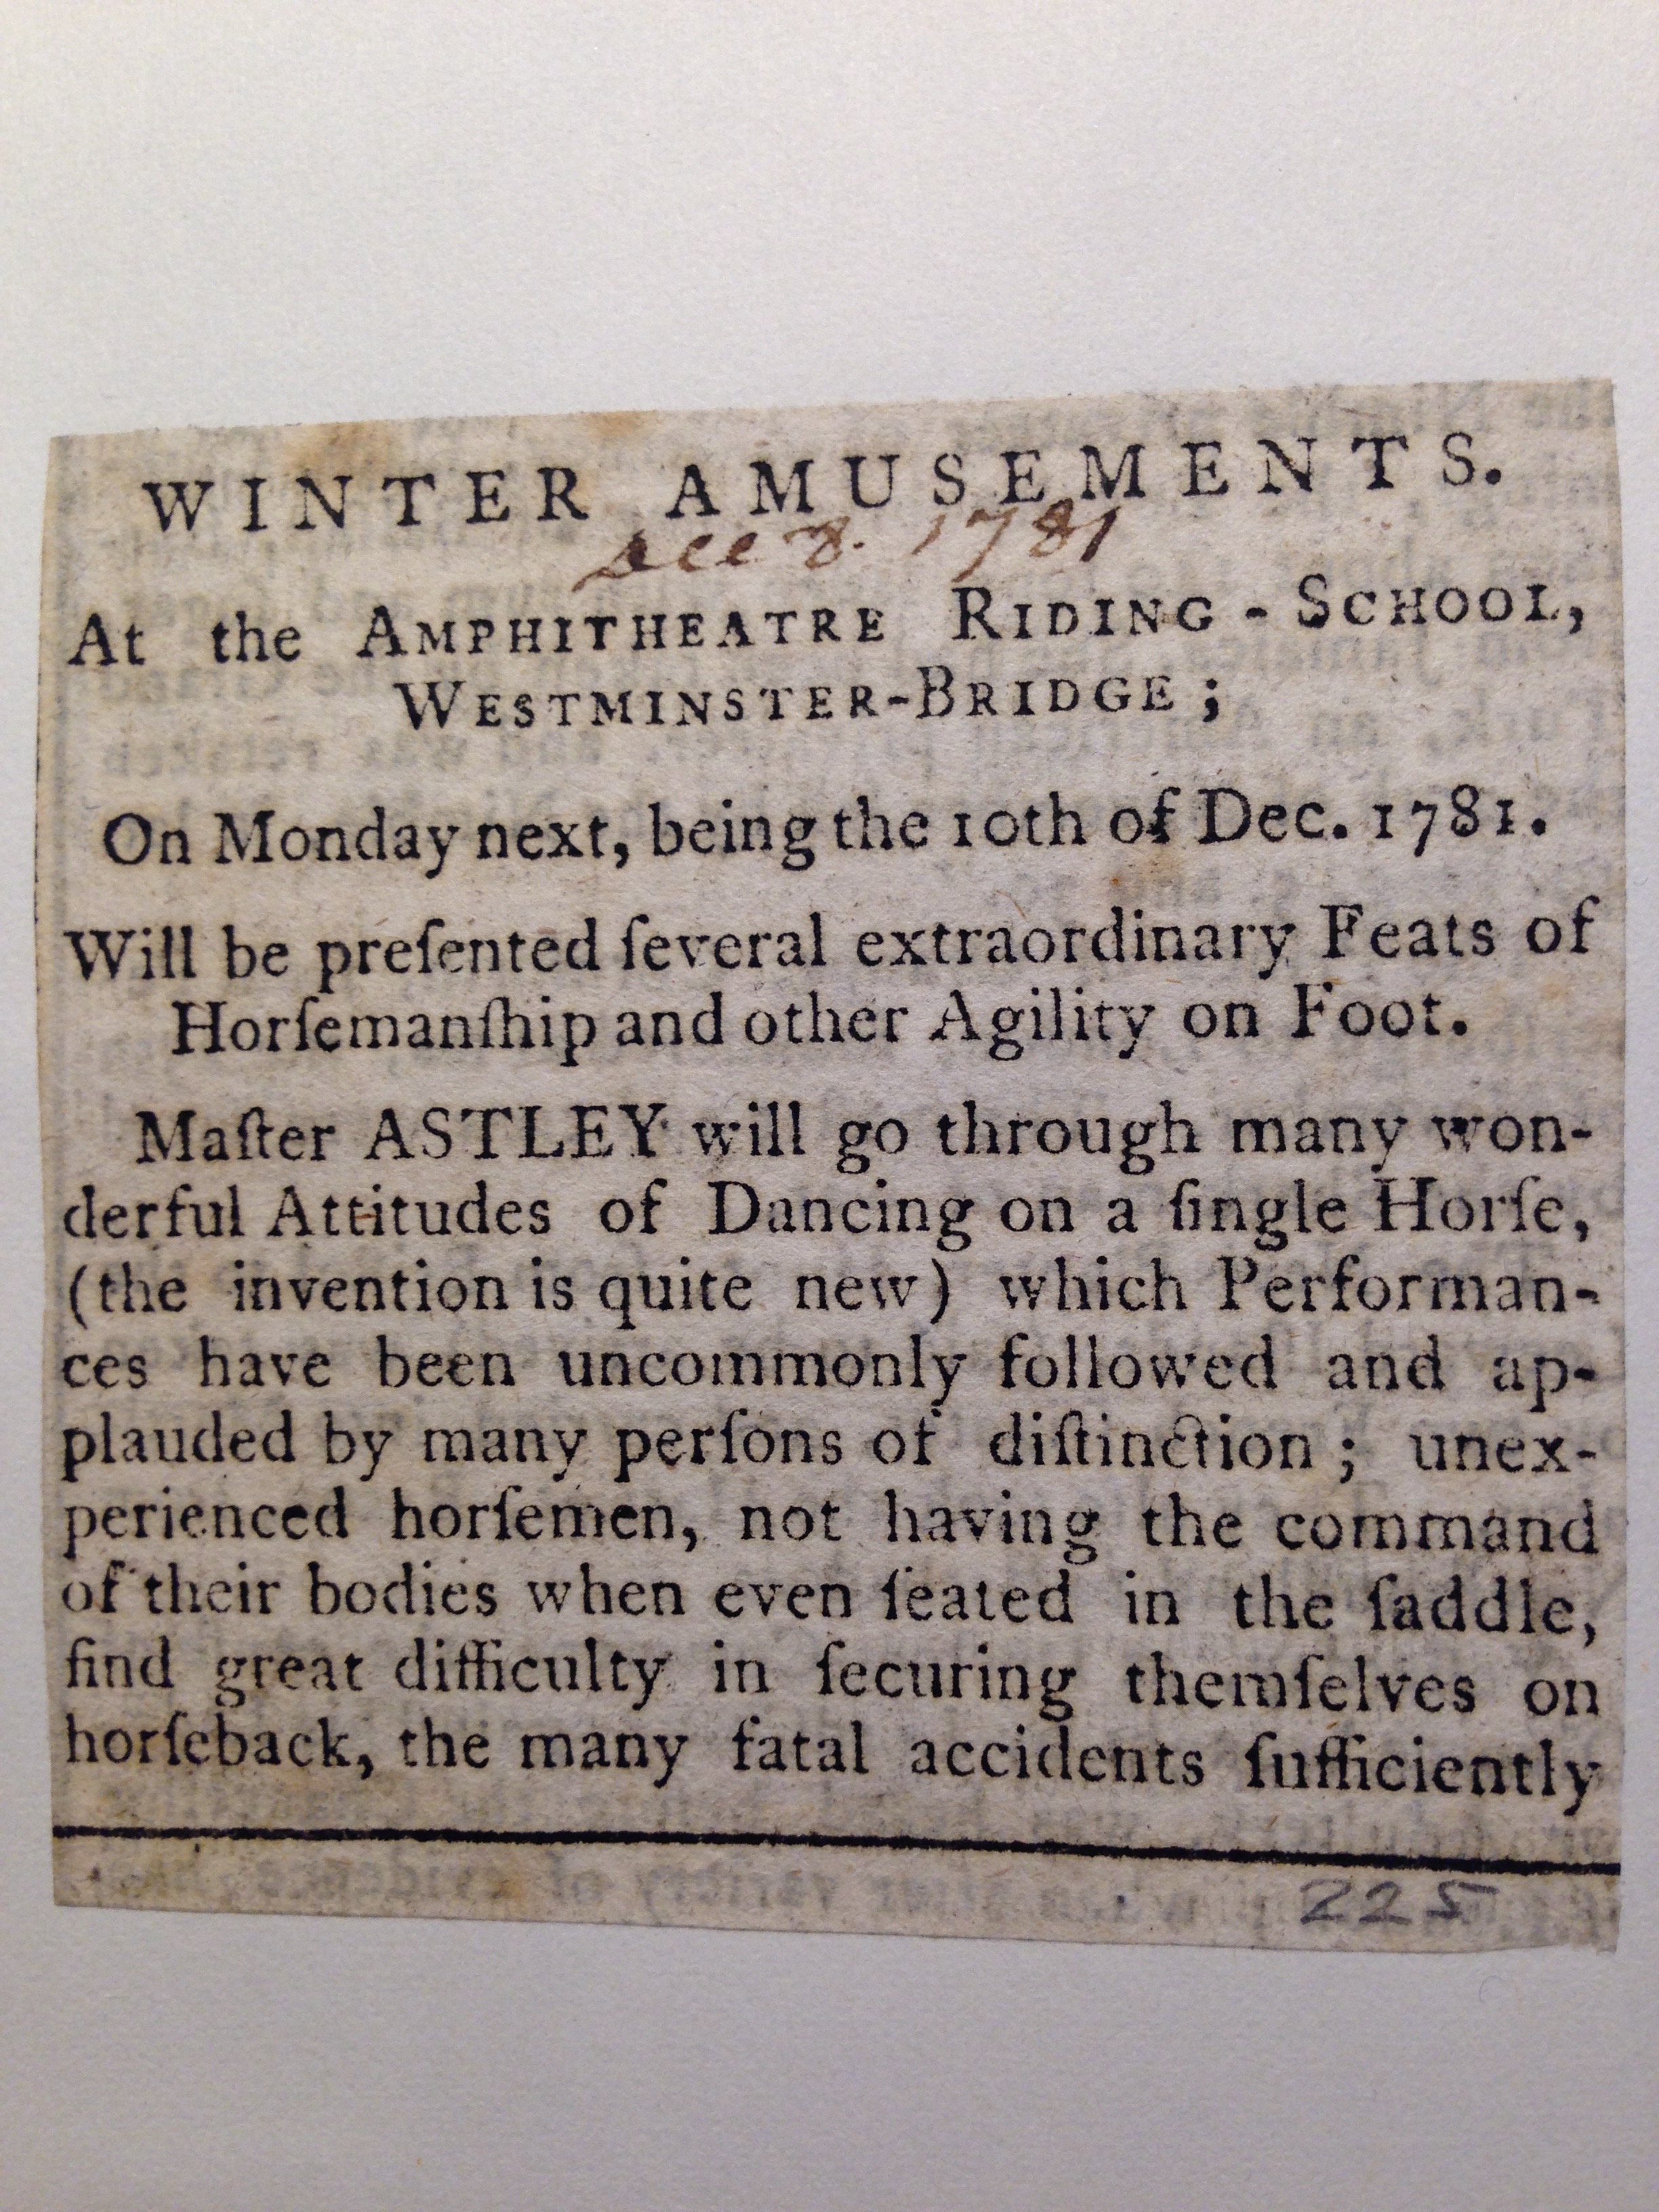 WINTER AMUSEMENTS.
Dec 8. 1781
At the AMPHITHEATRE RIDING-SCHOOL,
WESTMINSTER-BRIDGE;
On Monday next, being the 10th of Dec. 1781.
Will be preſented ſeveral extraordinary Feats of
Horſemanſhip and other Agility on Foot.
Maſter ASTLEY will go through many won-
derful Attitudes of Dancing on a ſingle Horſe,
(the invention is quite new) which Performan-
ces have been uncommonly followed and ap-
plauded by many perſons of diſtinction; unex-
perienced horſemen, not having the command
of their bodies when even ſeated in the ſaddle,
find great difficulty in ſecuring themſelves on
horſeback, the many fatal accidents ſufficiently
225